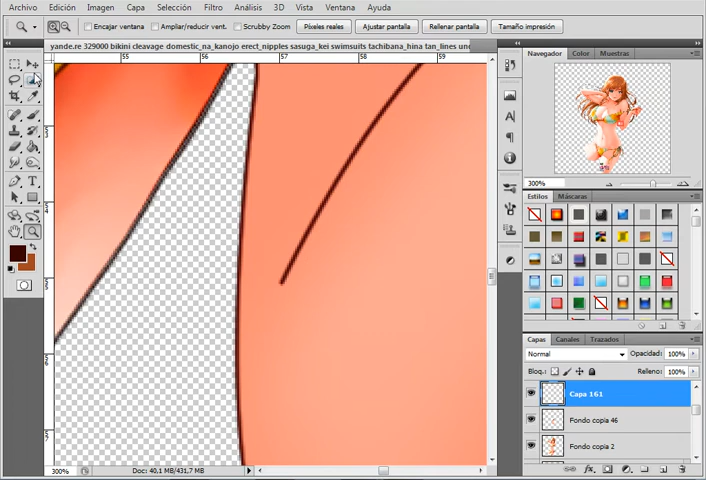 Archivo Edición Imagen Capa Selección Filtro Análisis 3D Vista Ventana Ayuda
Encajar ventana Ampliar/reducir vent. Scrubby Zoom Píxeles reales Ajustar pantalla Rellenar pantalla Tamaño impresión
yande.re 329000 bikini cleavage domestic_na_kanojo erect_nipples sasuga_kei swimsuits tachibana_hina tan_lines un
55 56 57 58 59
Navegador Color Muestras
300%
Estilos Máscaras
Capas Canales Trazados
Normal Opacidad: 100%
Bloq.: Relleno: 100%
Capa 161
Fondo copia 46
Fondo copia 2
300% Doc: 40,1 MB/431,7 MB
T
A